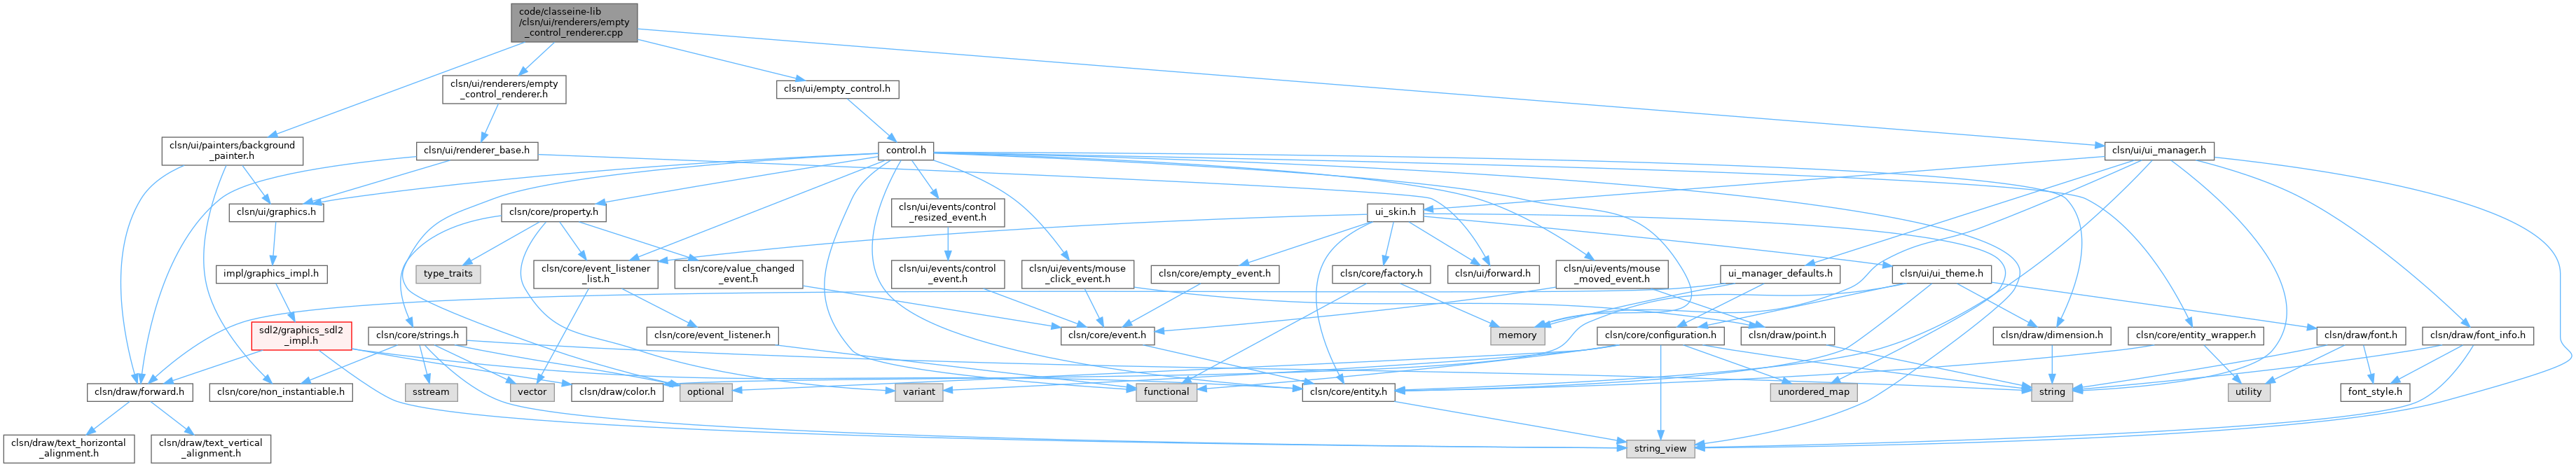 code/classeine-lib
/clsn/ui/renderers/empty
_control_renderer.cpp
clsn/ui/renderers/empty
_control_renderer.h
clsn/ui/empty_control.h
clsn/ui/painters/background
_painter.h
clsn/ui/renderer_base.h
control.h
clsn/ui/ui_manager.h
clsn/ui/graphics.h
clsn/core/property.h
clsn/ui/events/control
_resized_event.h
ui_skin.h
impl/graphics_impl.h
type_traits
clsn/core/event_listener
_list.h
clsn/core/value_changed
_event.h
clsn/ui/events/control
_event.h
clsn/ui/events/mouse
_click_event.h
clsn/core/empty_event.h
clsn/core/factory.h
clsn/ui/forward.h
clsn/ui/events/mouse
_moved_event.h
ui_manager_defaults.h
clsn/ui/ui_theme.h
sdl2/graphics_sdl2
_impl.h
clsn/core/strings.h
clsn/core/event_listener.h
clsn/core/event.h
memory
clsn/core/configuration.h
clsn/draw/point.h
clsn/draw/dimension.h
clsn/core/entity_wrapper.h
clsn/draw/font.h
clsn/draw/font_info.h
clsn/draw/forward.h
clsn/core/non_instantiable.h
sstream
vector
clsn/draw/color.h
optional
variant
functional
clsn/core/entity.h
unordered_map
string
utility
font_style.h
clsn/draw/text_horizontal
_alignment.h
clsn/draw/text_vertical
_alignment.h
string_view